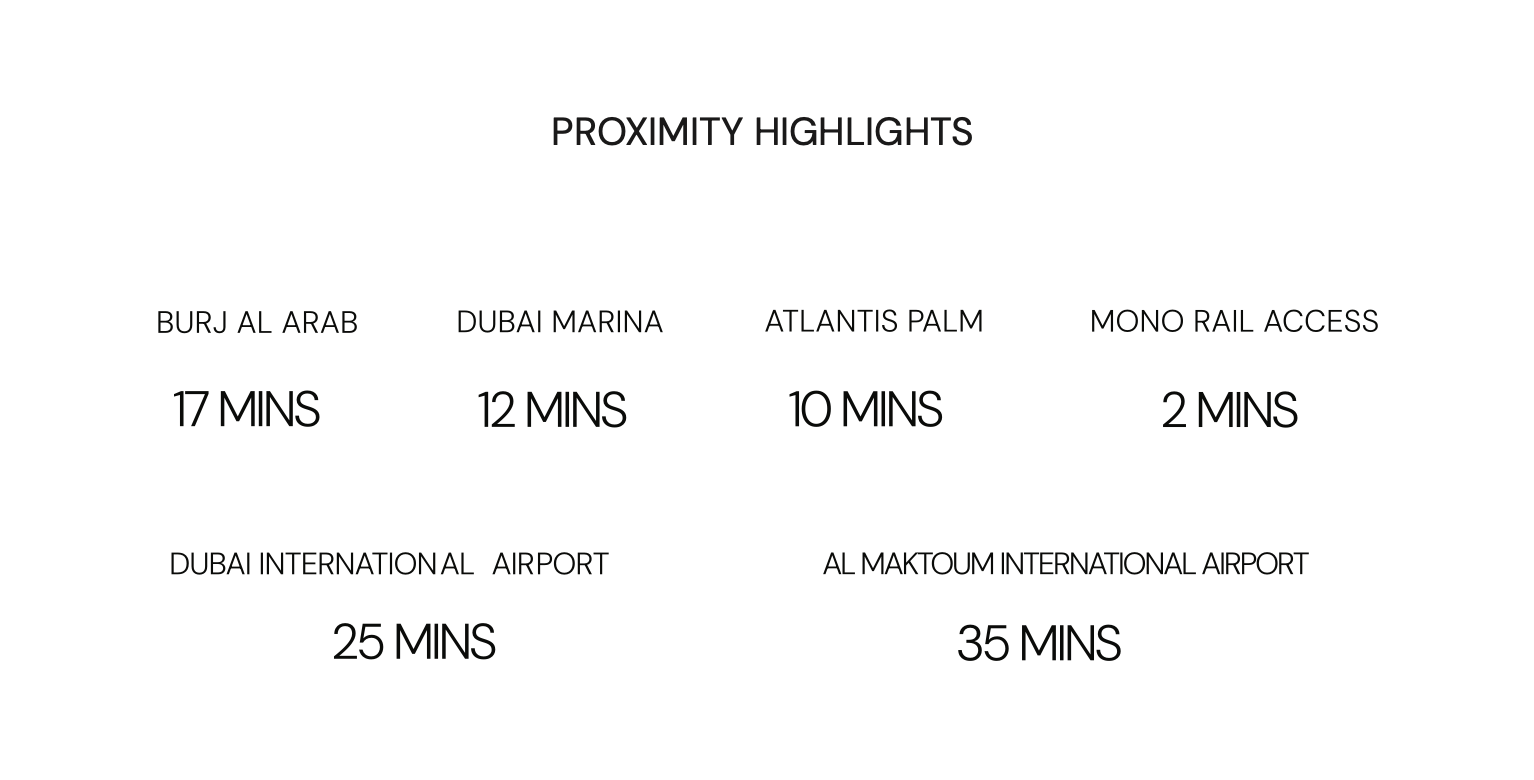 PROXIMITY HIGHLIGHTS
BURJ AL ARAB DUBAI MARINA ATLANTIS PALM MONO RAIL ACCESS
17 MINS 12 MINS 10 MINS 2 MINS
DUBAI INTERNATIONAL AIRPORT AL MAKTOUM INTERNATIONAL AIRPORT
25 MINS 35 MINS